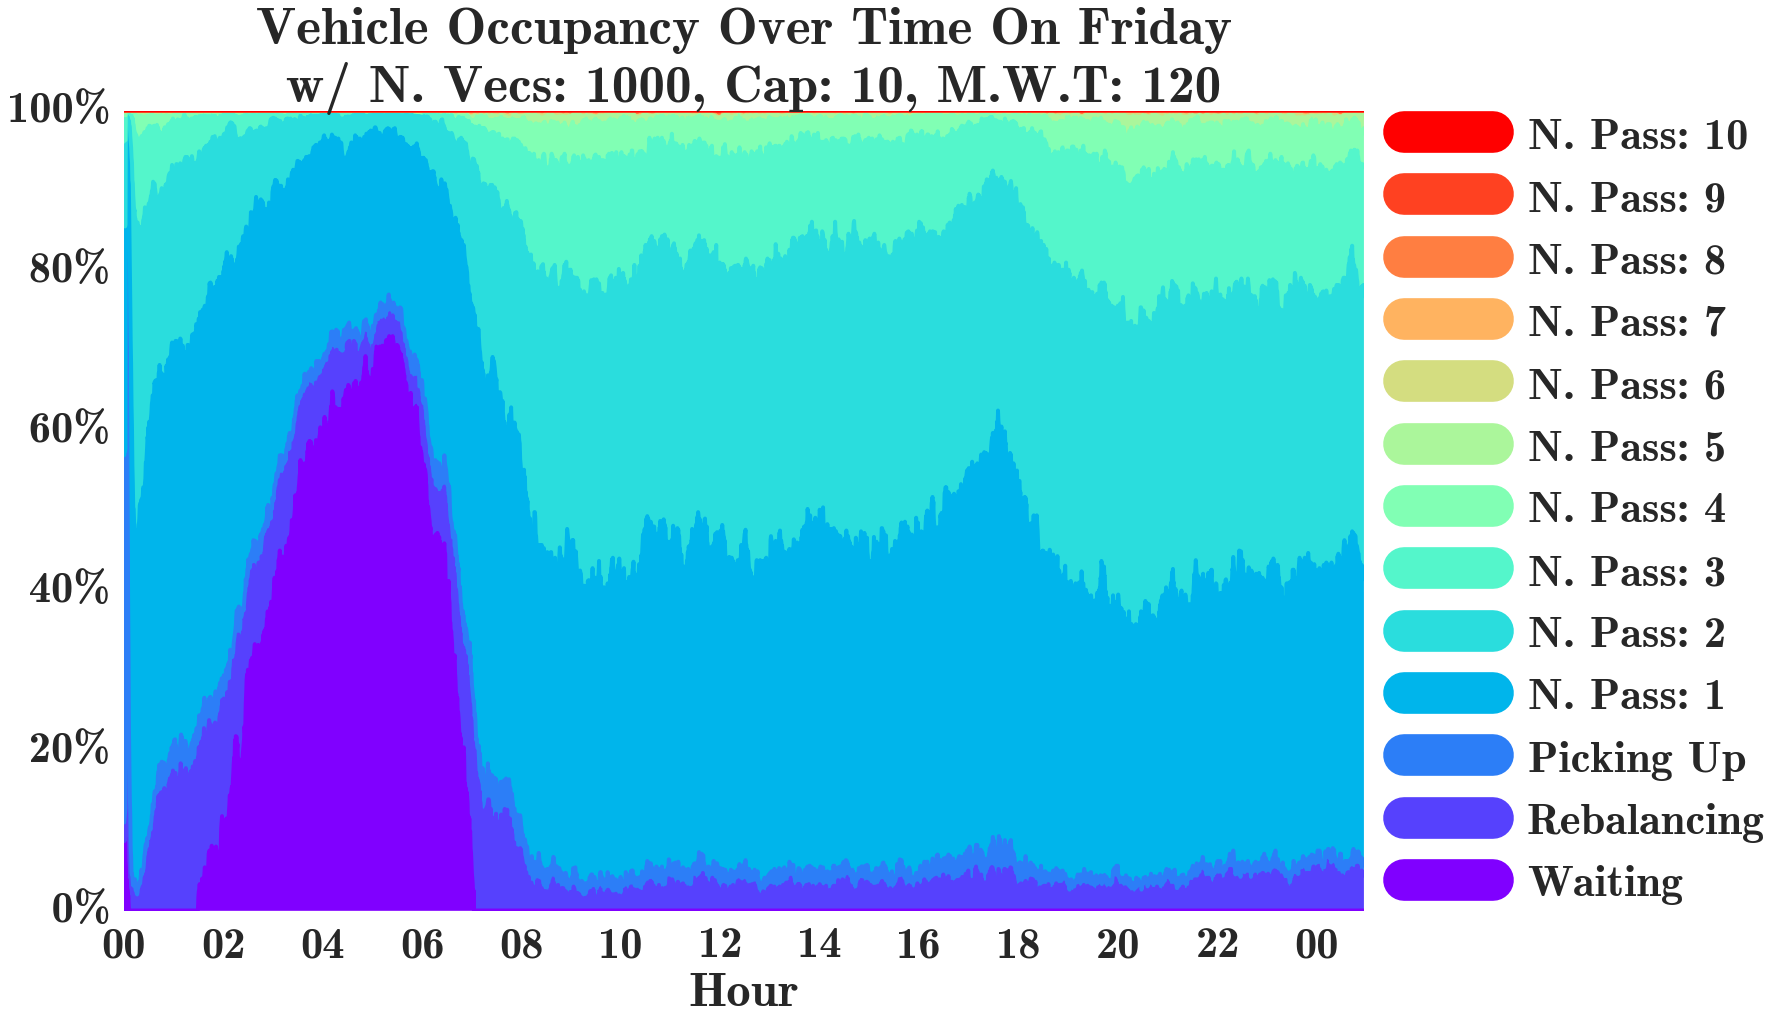 Vehicle Occupancy Over Time On Friday
w/ N. Vecs: 1000, Cap: 10, M.W.T: 120
100%
80%
60%
40%
20%
0%
00 02 04 06 08 10 12 14 16 18 20 22 00
Hour
N. Pass: 10
N. Pass: 9
N. Pass: 8
N. Pass: 7
N. Pass: 6
N. Pass: 5
N. Pass: 4
N. Pass: 3
N. Pass: 2
N. Pass: 1
Picking Up
Rebalancing
Waiting